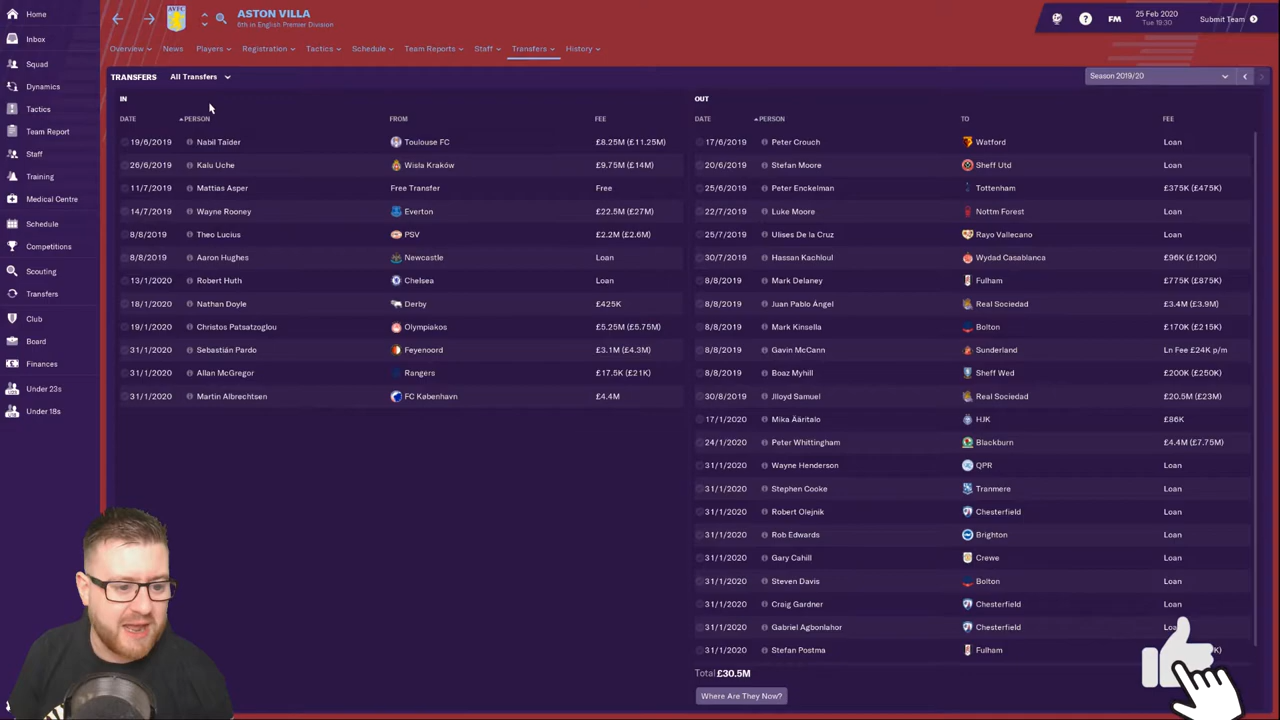 Home
Inbox
Squad
Dynamics
Tactics
Team Report
Staff
Training
Medical Centre
Schedule
Competitions
Scouting
Transfers
Club
Board
Finances
Under 23s
Under 18s
AVFC
ASTON VILLA
6th in English Premier Division
FM
25 Feb 2020
Tue 19:30
Submit Team
Overview News Players Registration Tactics Schedule Team Reports Staff Transfers History
TRANSFERS All Transfers
Season 2019/20
IN
DATE PERSON FROM FEE
19/6/2019 Nabil Taïder Toulouse FC £8.25M (£11.25M)
26/6/2019 Kalu Uche Wisła Kraków £9.75M (£14M)
11/7/2019 Mattias Asper Free Transfer Free
14/7/2019 Wayne Rooney Everton £22.5M (£27M)
8/8/2019 Theo Lucius PSV £2.2M (£2.6M)
8/8/2019 Aaron Hughes Newcastle Loan
13/1/2020 Robert Huth Chelsea Loan
18/1/2020 Nathan Doyle Derby £425K
19/1/2020 Christos Patsatzoglou Olympiakos £5.25M (£5.75M)
31/1/2020 Sebastián Pardo Feyenoord £3.1M (£4.3M)
31/1/2020 Allan McGregor Rangers £17.5K (£21K)
31/1/2020 Martin Albrechtsen FC København £4.4M
OUT
DATE PERSON TO FEE
17/6/2019 Peter Crouch Watford Loan
20/6/2019 Stefan Moore Sheff Utd Loan
25/6/2019 Peter Enckelman Tottenham £375K (£475K)
22/7/2019 Luke Moore Nottm Forest Loan
25/7/2019 Ulises De la Cruz Rayo Vallecano Loan
30/7/2019 Hassan Kachloul Wydad Casablanca £96K (£120K)
8/8/2019 Mark Delaney Fulham £775K (£875K)
8/8/2019 Juan Pablo Ángel Real Sociedad £3.4M (£3.9M)
8/8/2019 Mark Kinsella Bolton £170K (£215K)
8/8/2019 Gavin McCann Sunderland Ln Fee £24K p/m
8/8/2019 Boaz Myhill Sheff Wed £200K (£250K)
30/8/2019 Jlloyd Samuel Real Sociedad £20.5M (£23M)
17/1/2020 Mika Ääritalo HJK £86K
24/1/2020 Peter Whittingham Blackburn £4.4M (£7.75M)
31/1/2020 Wayne Henderson QPR Loan
31/1/2020 Stephen Cooke Tranmere Loan
31/1/2020 Robert Olejnik Chesterfield Loan
31/1/2020 Rob Edwards Brighton Loan
31/1/2020 Gary Cahill Crewe Loan
31/1/2020 Steven Davis Bolton Loan
31/1/2020 Craig Gardner Chesterfield Loan
31/1/2020 Gabriel Agbonlahor Chesterfield
31/1/2020 Stefan Postma Fulham
Total £30.5M
Where Are They Now?